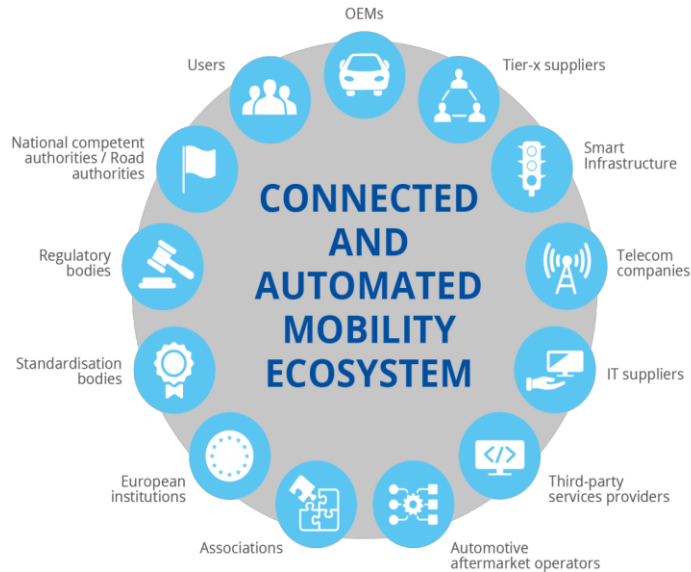 OEMs
Users
Tier-x suppliers
National competent
authorities / Road
authorities
Smart
Infrastructure
CONNECTED
AND
AUTOMATED
MOBILITY
ECOSYSTEM
Regulatory
bodies
Telecom
companies
Standardisation
bodies
IT suppliers
</>
European
institutions
Third-party
services providers
Associations
Automotive
aftermarket operators